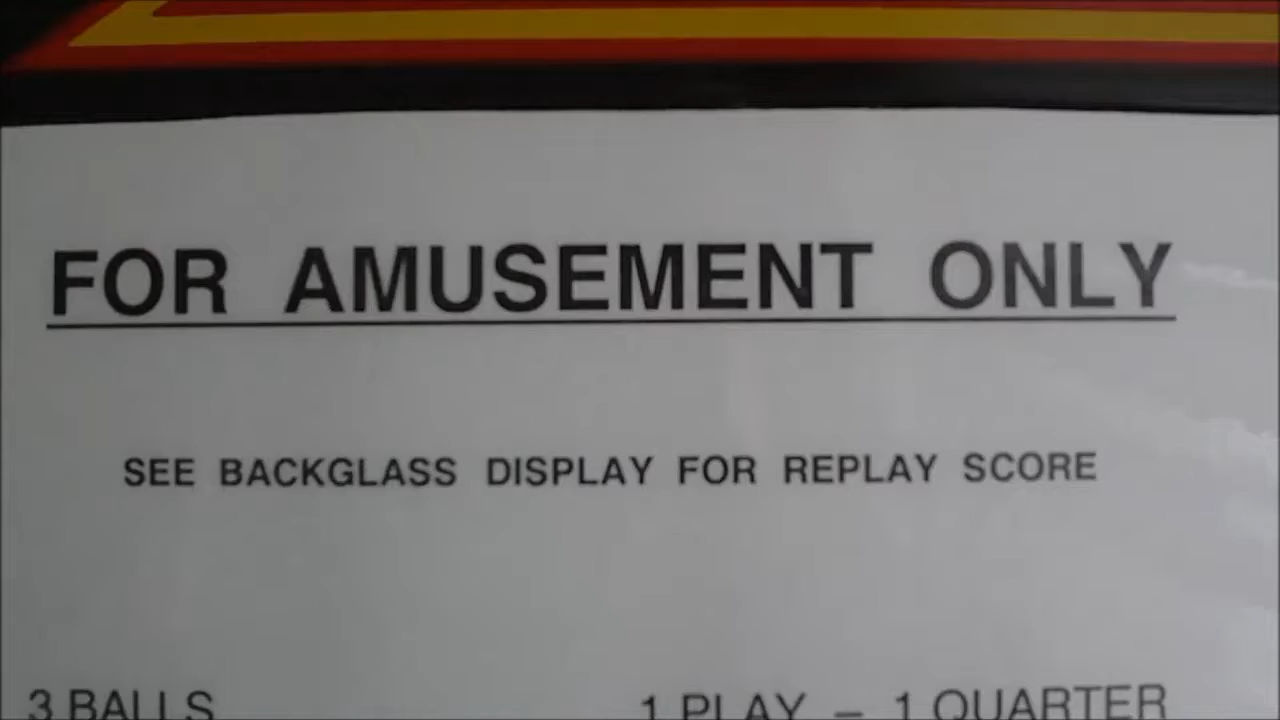 FOR AMUSEMENT ONLY
SEE BACKGLASS DISPLAY FOR REPLAY SCORE
3 BALLS 1 PLAY – 1 QUARTER